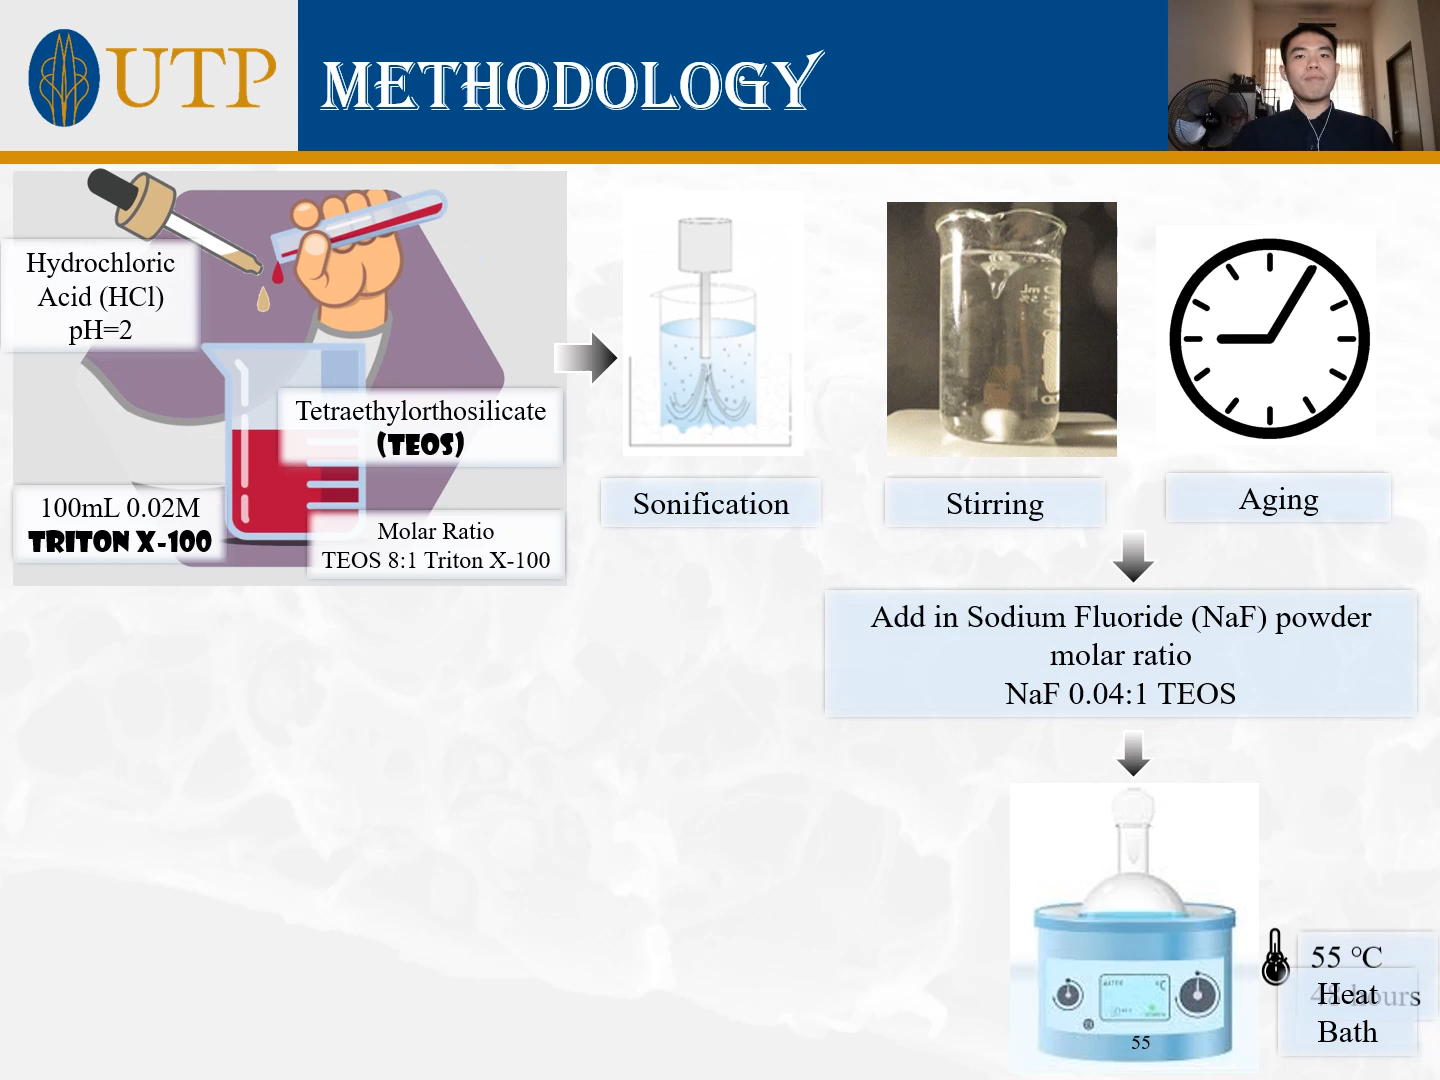 UTP
METHODOLOGY
Hydrochloric
Acid (HCl)
pH=2
Tetraethylorthosilicate
(TEOS)
100mL 0.02M
TRITON X-100
Molar Ratio
TEOS 8:1 Triton X-100
Sonification
Stirring
Aging
Add in Sodium Fluoride (NaF) powder
molar ratio
NaF 0.04:1 TEOS
55 °C
hours
Heat
Bath
°C
55